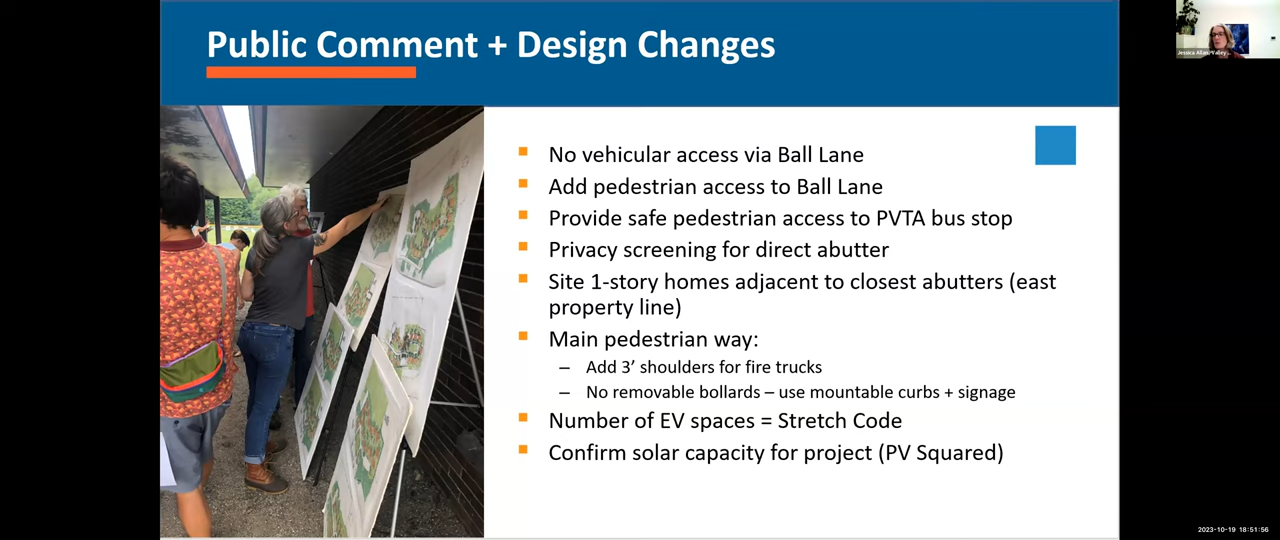 Public Comment + Design Changes
Jessica Allan, Valley
No vehicular access via Ball Lane
Add pedestrian access to Ball Lane
Provide safe pedestrian access to PVTA bus stop
Privacy screening for direct abutter
Site 1-story homes adjacent to closest abutters (east
property line)
Main pedestrian way:
– Add 3’ shoulders for fire trucks
– No removable bollards – use mountable curbs + signage
Number of EV spaces = Stretch Code
Confirm solar capacity for project (PV Squared)
2023-10-19 18:51:56